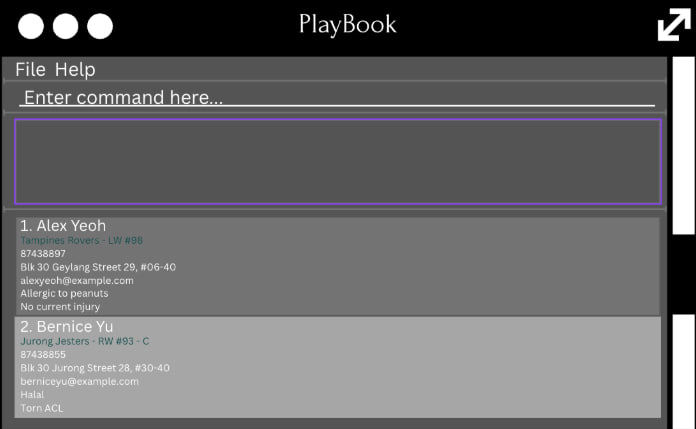 PlayBook
File Help
Enter command here...
1. Alex Yeoh
Tampines Rovers - LW #98
87438897
Blk 30 Geylang Street 29, #06-40
alexyeoh@example.com
Allergic to peanuts
No current injury
2. Bernice Yu
Jurong Jesters - RW #93 - C
87438855
Blk 30 Jurong Street 28, #30-40
berniceyu@example.com
Halal
Torn ACL